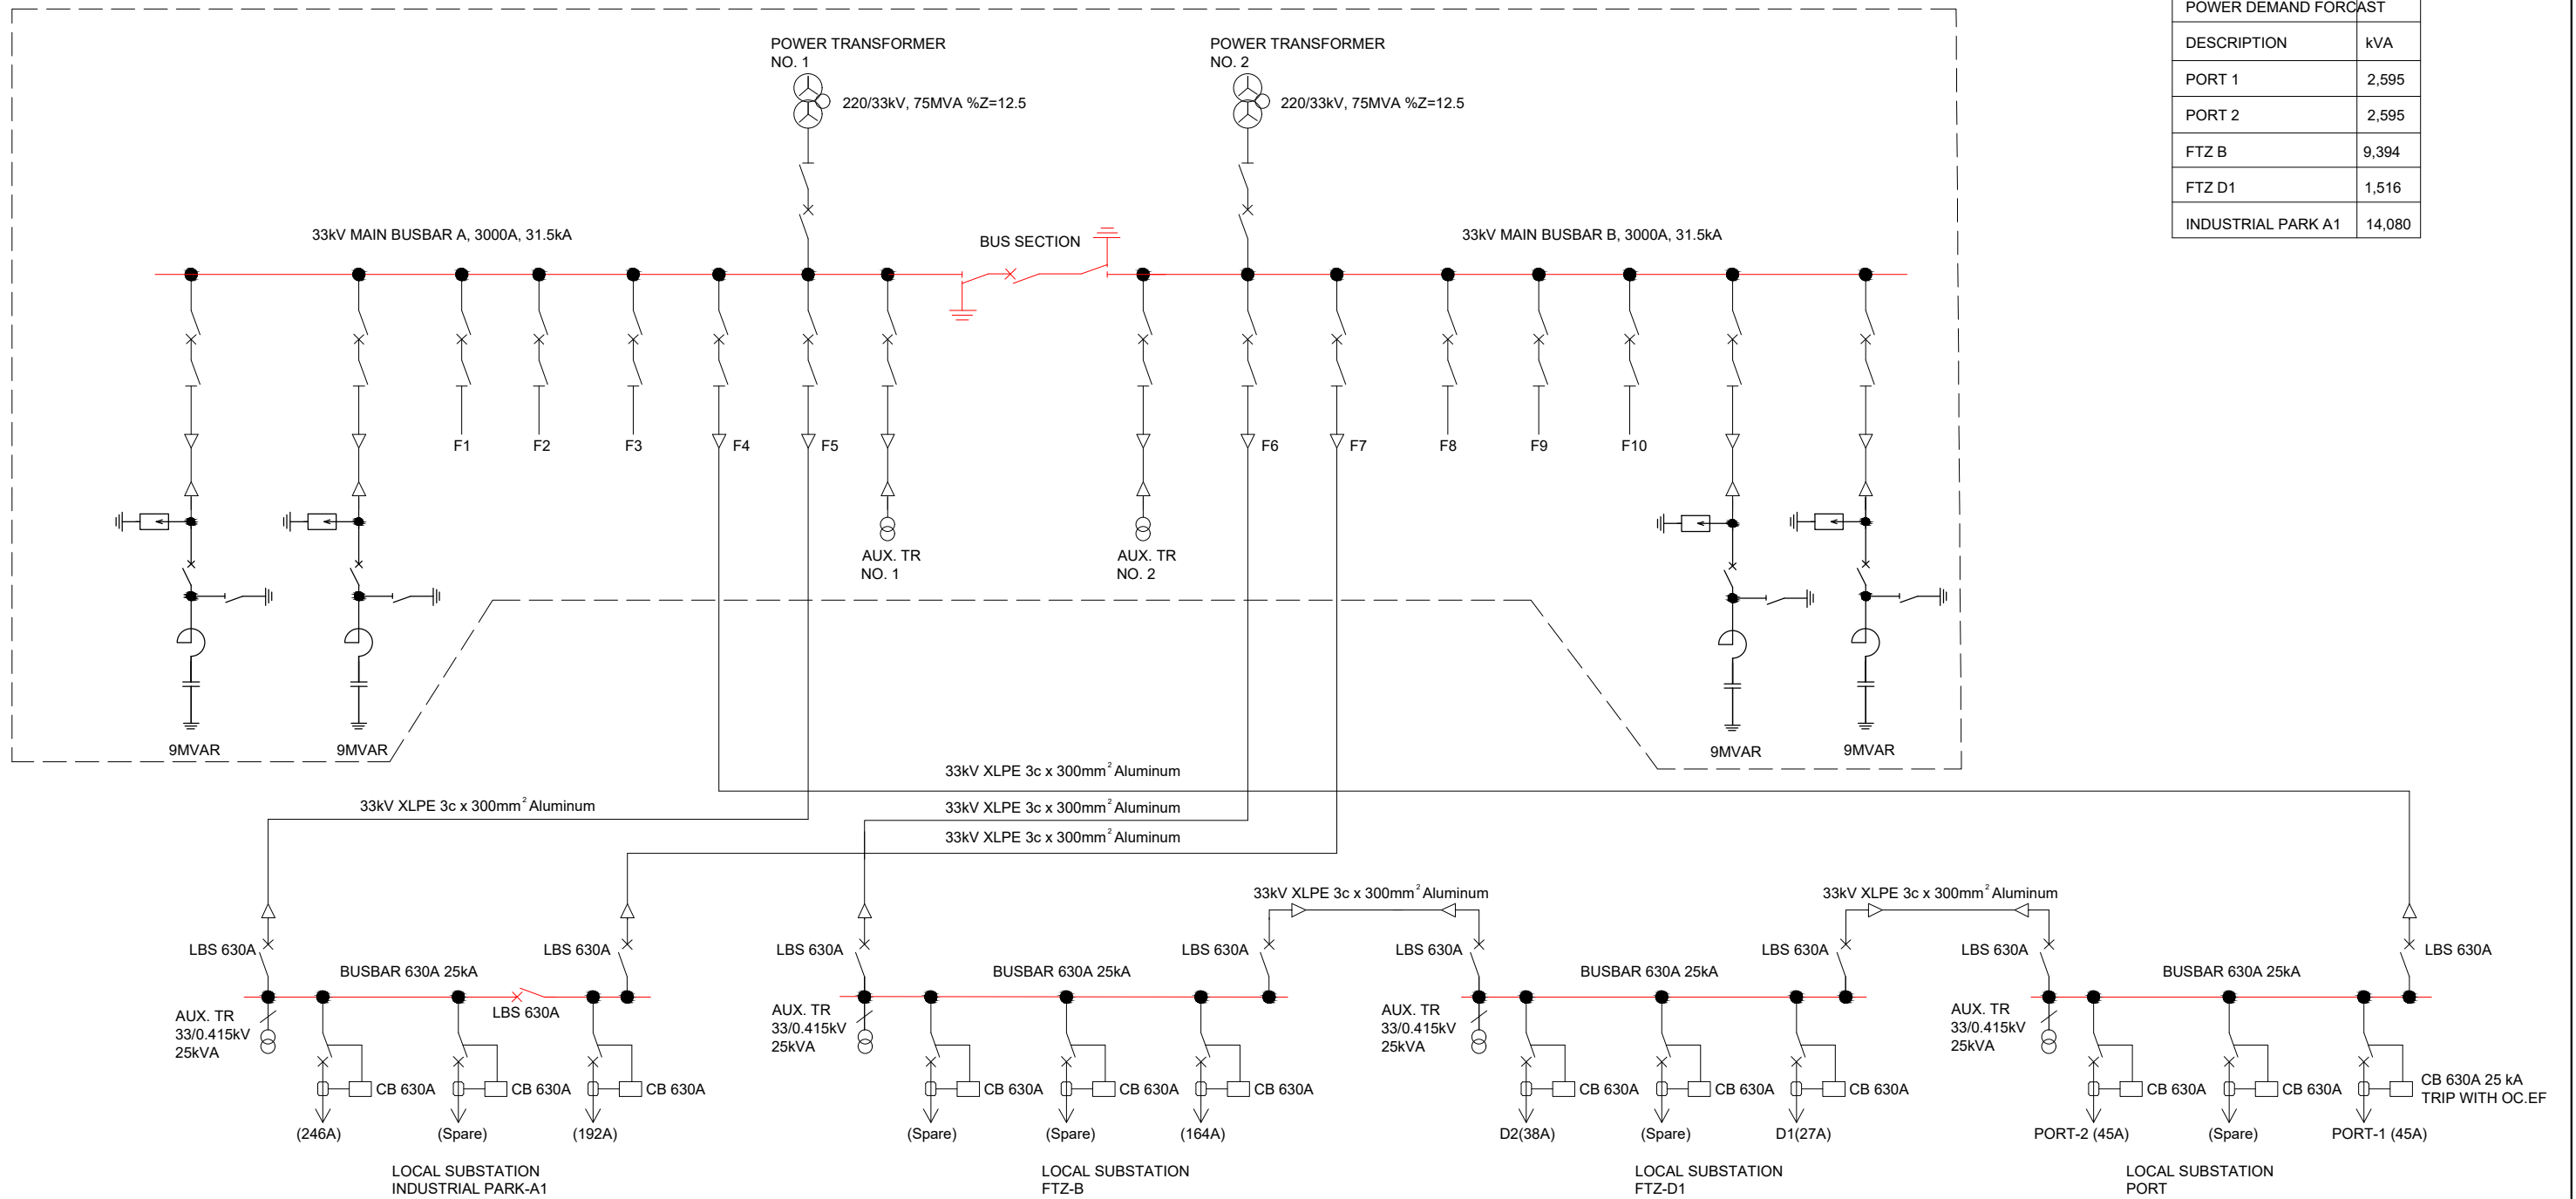 POWER DEMAND FORCAST
DESCRIPTION kVA
PORT 1 2,595
PORT 2 2,595
FTZ B 9,394
FTZ D1 1,516
INDUSTRIAL PARK A1 14,080
POWER TRANSFORMER
NO. 1
220/33kV, 75MVA %Z=12.5
POWER TRANSFORMER
NO. 2
220/33kV, 75MVA %Z=12.5
33kV MAIN BUSBAR A, 3000A, 31.5kA
BUS SECTION
33kV MAIN BUSBAR B, 3000A, 31.5kA
F1
F2
F3
F4
F5
F6
F7
F8
F9
F10
AUX. TR
NO. 1
AUX. TR
NO. 2
9MVAR
9MVAR
9MVAR
9MVAR
33kV XLPE 3c x 300mm² Aluminum
33kV XLPE 3c x 300mm² Aluminum
33kV XLPE 3c x 300mm² Aluminum
33kV XLPE 3c x 300mm² Aluminum
33kV XLPE 3c x 300mm² Aluminum
33kV XLPE 3c x 300mm² Aluminum
LBS 630A
LBS 630A
BUSBAR 630A 25kA
LBS 630A
AUX. TR
33/0.415kV
25kVA
CB 630A
CB 630A
CB 630A
(246A)
(Spare)
(192A)
LOCAL SUBSTATION
INDUSTRIAL PARK-A1
LBS 630A
LBS 630A
BUSBAR 630A 25kA
AUX. TR
33/0.415kV
25kVA
CB 630A
CB 630A
CB 630A
(Spare)
(Spare)
(164A)
LOCAL SUBSTATION
FTZ-B
LBS 630A
LBS 630A
BUSBAR 630A 25kA
AUX. TR
33/0.415kV
25kVA
CB 630A
CB 630A
CB 630A
D2(38A)
(Spare)
D1(27A)
LOCAL SUBSTATION
FTZ-D1
LBS 630A
LBS 630A
BUSBAR 630A 25kA
AUX. TR
33/0.415kV
25kVA
CB 630A
CB 630A
CB 630A 25 kA
TRIP WITH OC.EF
PORT-2 (45A)
(Spare)
PORT-1 (45A)
LOCAL SUBSTATION
PORT